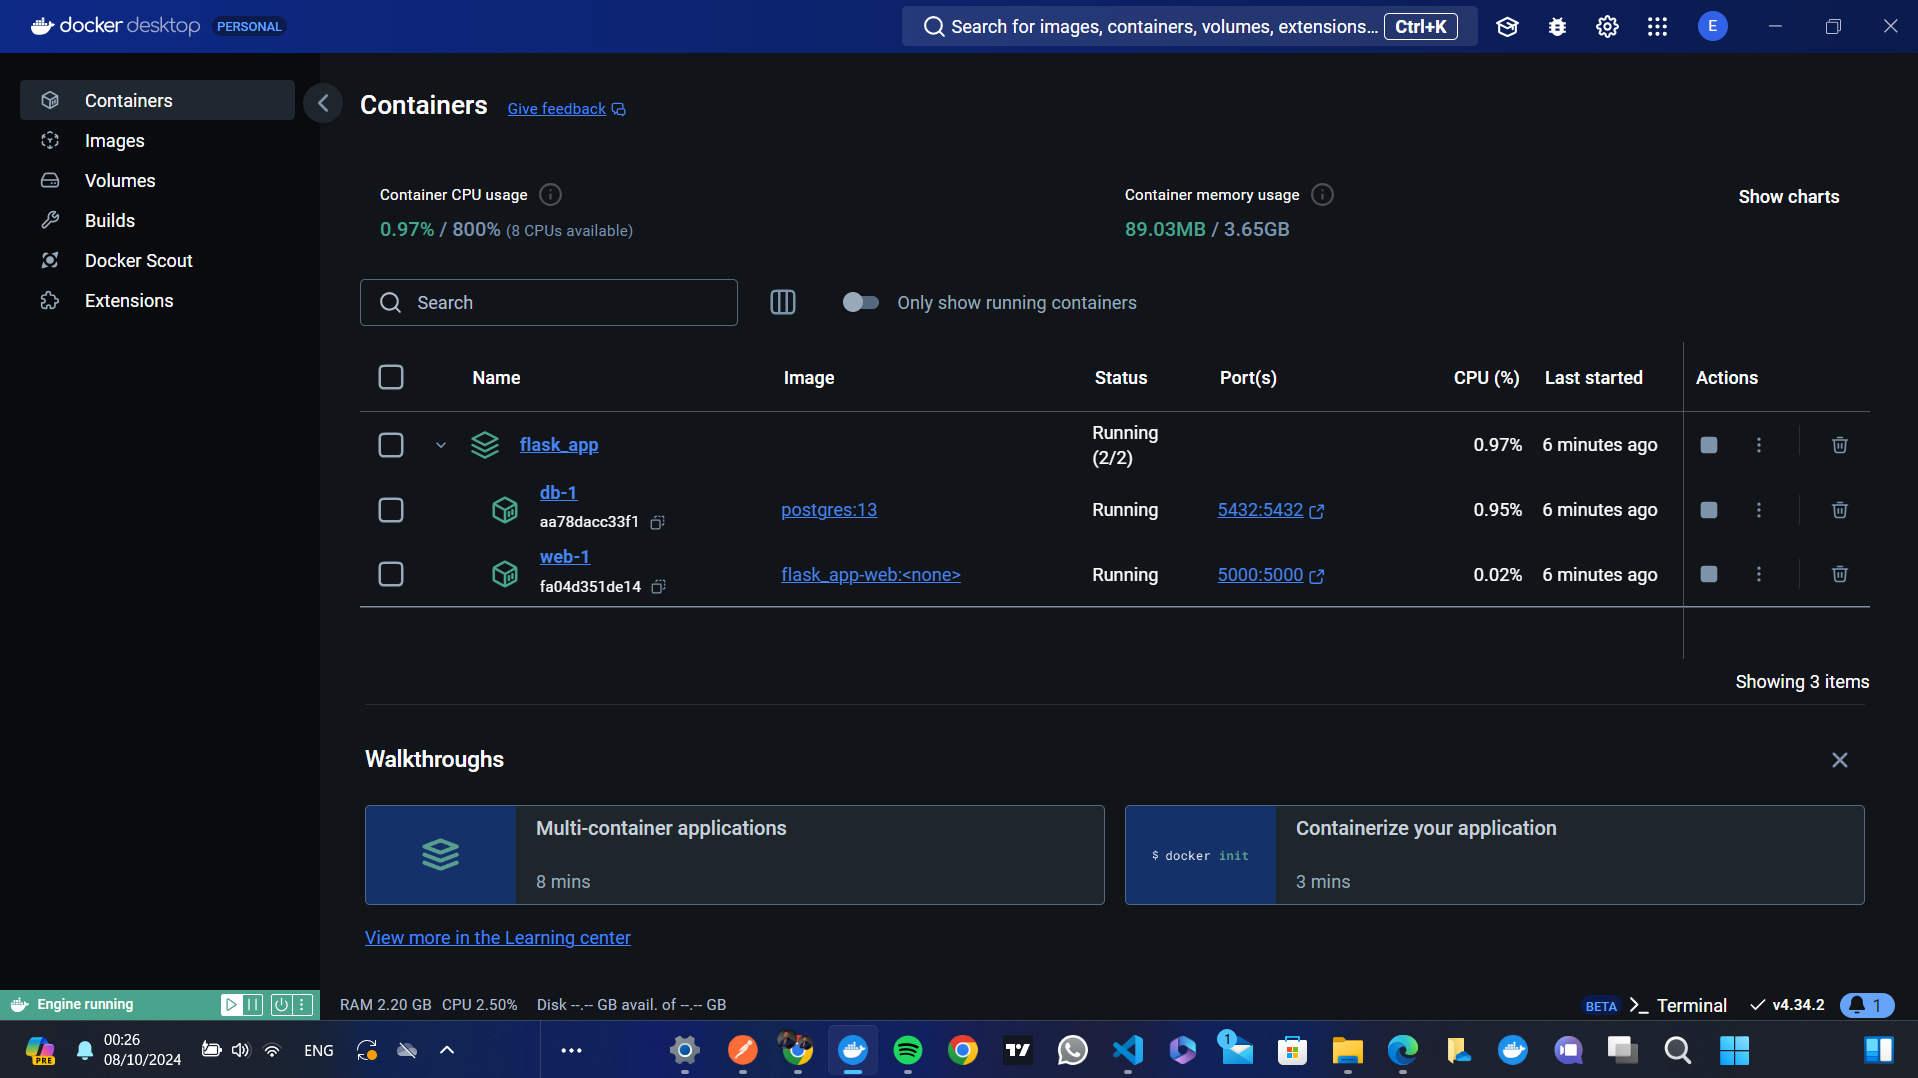 docker desktop PERSONAL
Search for images, containers, volumes, extensions... Ctrl+K
E
Containers
Images
Volumes
Builds
Docker Scout
Extensions
Containers Give feedback
Container CPU usage
0.97% / 800% (8 CPUs available)
Container memory usage
89.03MB / 3.65GB
Show charts
Search
Only show running containers
Name Image Status Port(s) CPU (%) Last started Actions
flask_app Running (2/2) 0.97% 6 minutes ago
db-1
aa78dacc33f1
postgres:13 Running 5432:5432 0.95% 6 minutes ago
web-1
fa04d351de14
flask_app-web:<none> Running 5000:5000 0.02% 6 minutes ago
Showing 3 items
Walkthroughs
Multi-container applications
8 mins
$ docker init
Containerize your application
3 mins
View more in the Learning center
Engine running
RAM 2.20 GB CPU 2.50% Disk --.-- GB avail. of --.-- GB
BETA >_ Terminal v4.34.2 1
PRE
00:26
08/10/2024
ENG
1